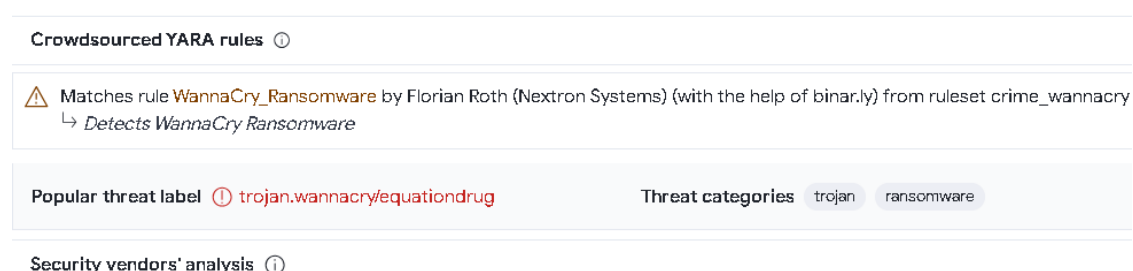 Crowdsourced YARA rules
Matches rule WannaCry_Ransomware by Florian Roth (Nextron Systems) (with the help of binar.ly) from ruleset crime_wannacry
↳ Detects WannaCry Ransomware
Popular threat label trojan.wannacry/equationdrug Threat categories trojan ransomware
Security vendors' analysis